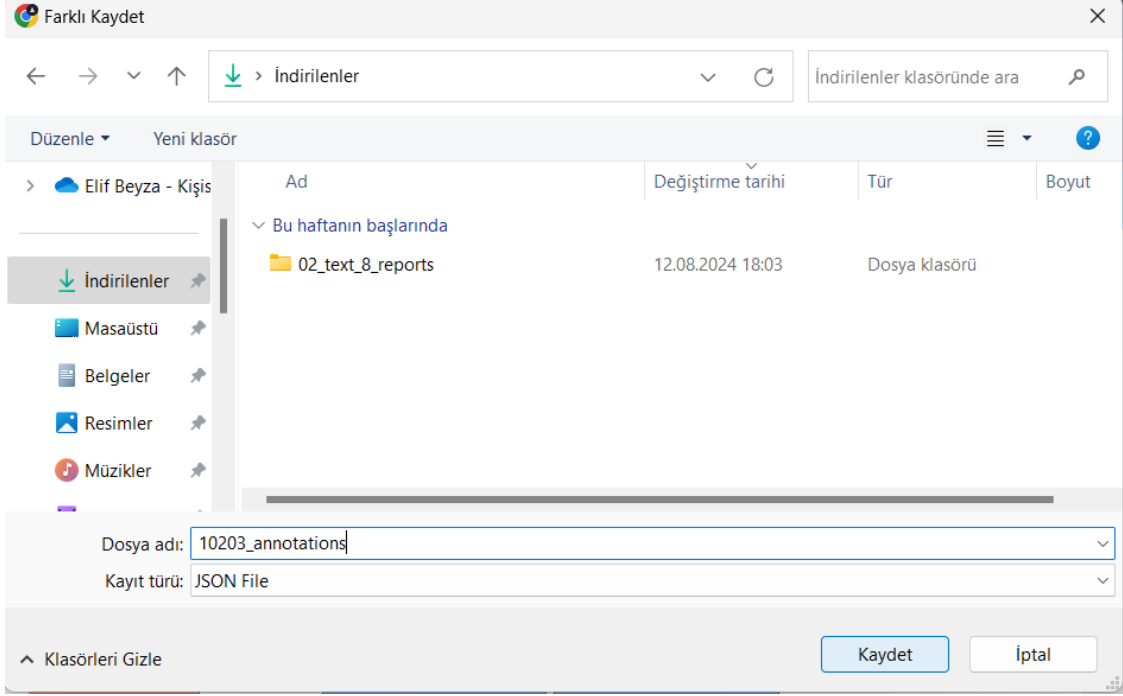 Farklı Kaydet
İndirilenler
İndirilenler klasöründe ara
Düzenle
Yeni klasör
Elif Beyza - Kişis
Ad
Değiştirme tarihi
Tür
Boyut
Bu haftanın başlarında
02_text_8_reports
12.08.2024 18:03
Dosya klasörü
İndirilenler
Masaüstü
Belgeler
Resimler
Müzikler
Dosya adı: 10203_annotations
Kayıt türü: JSON File
Klasörleri Gizle
Kaydet
İptal